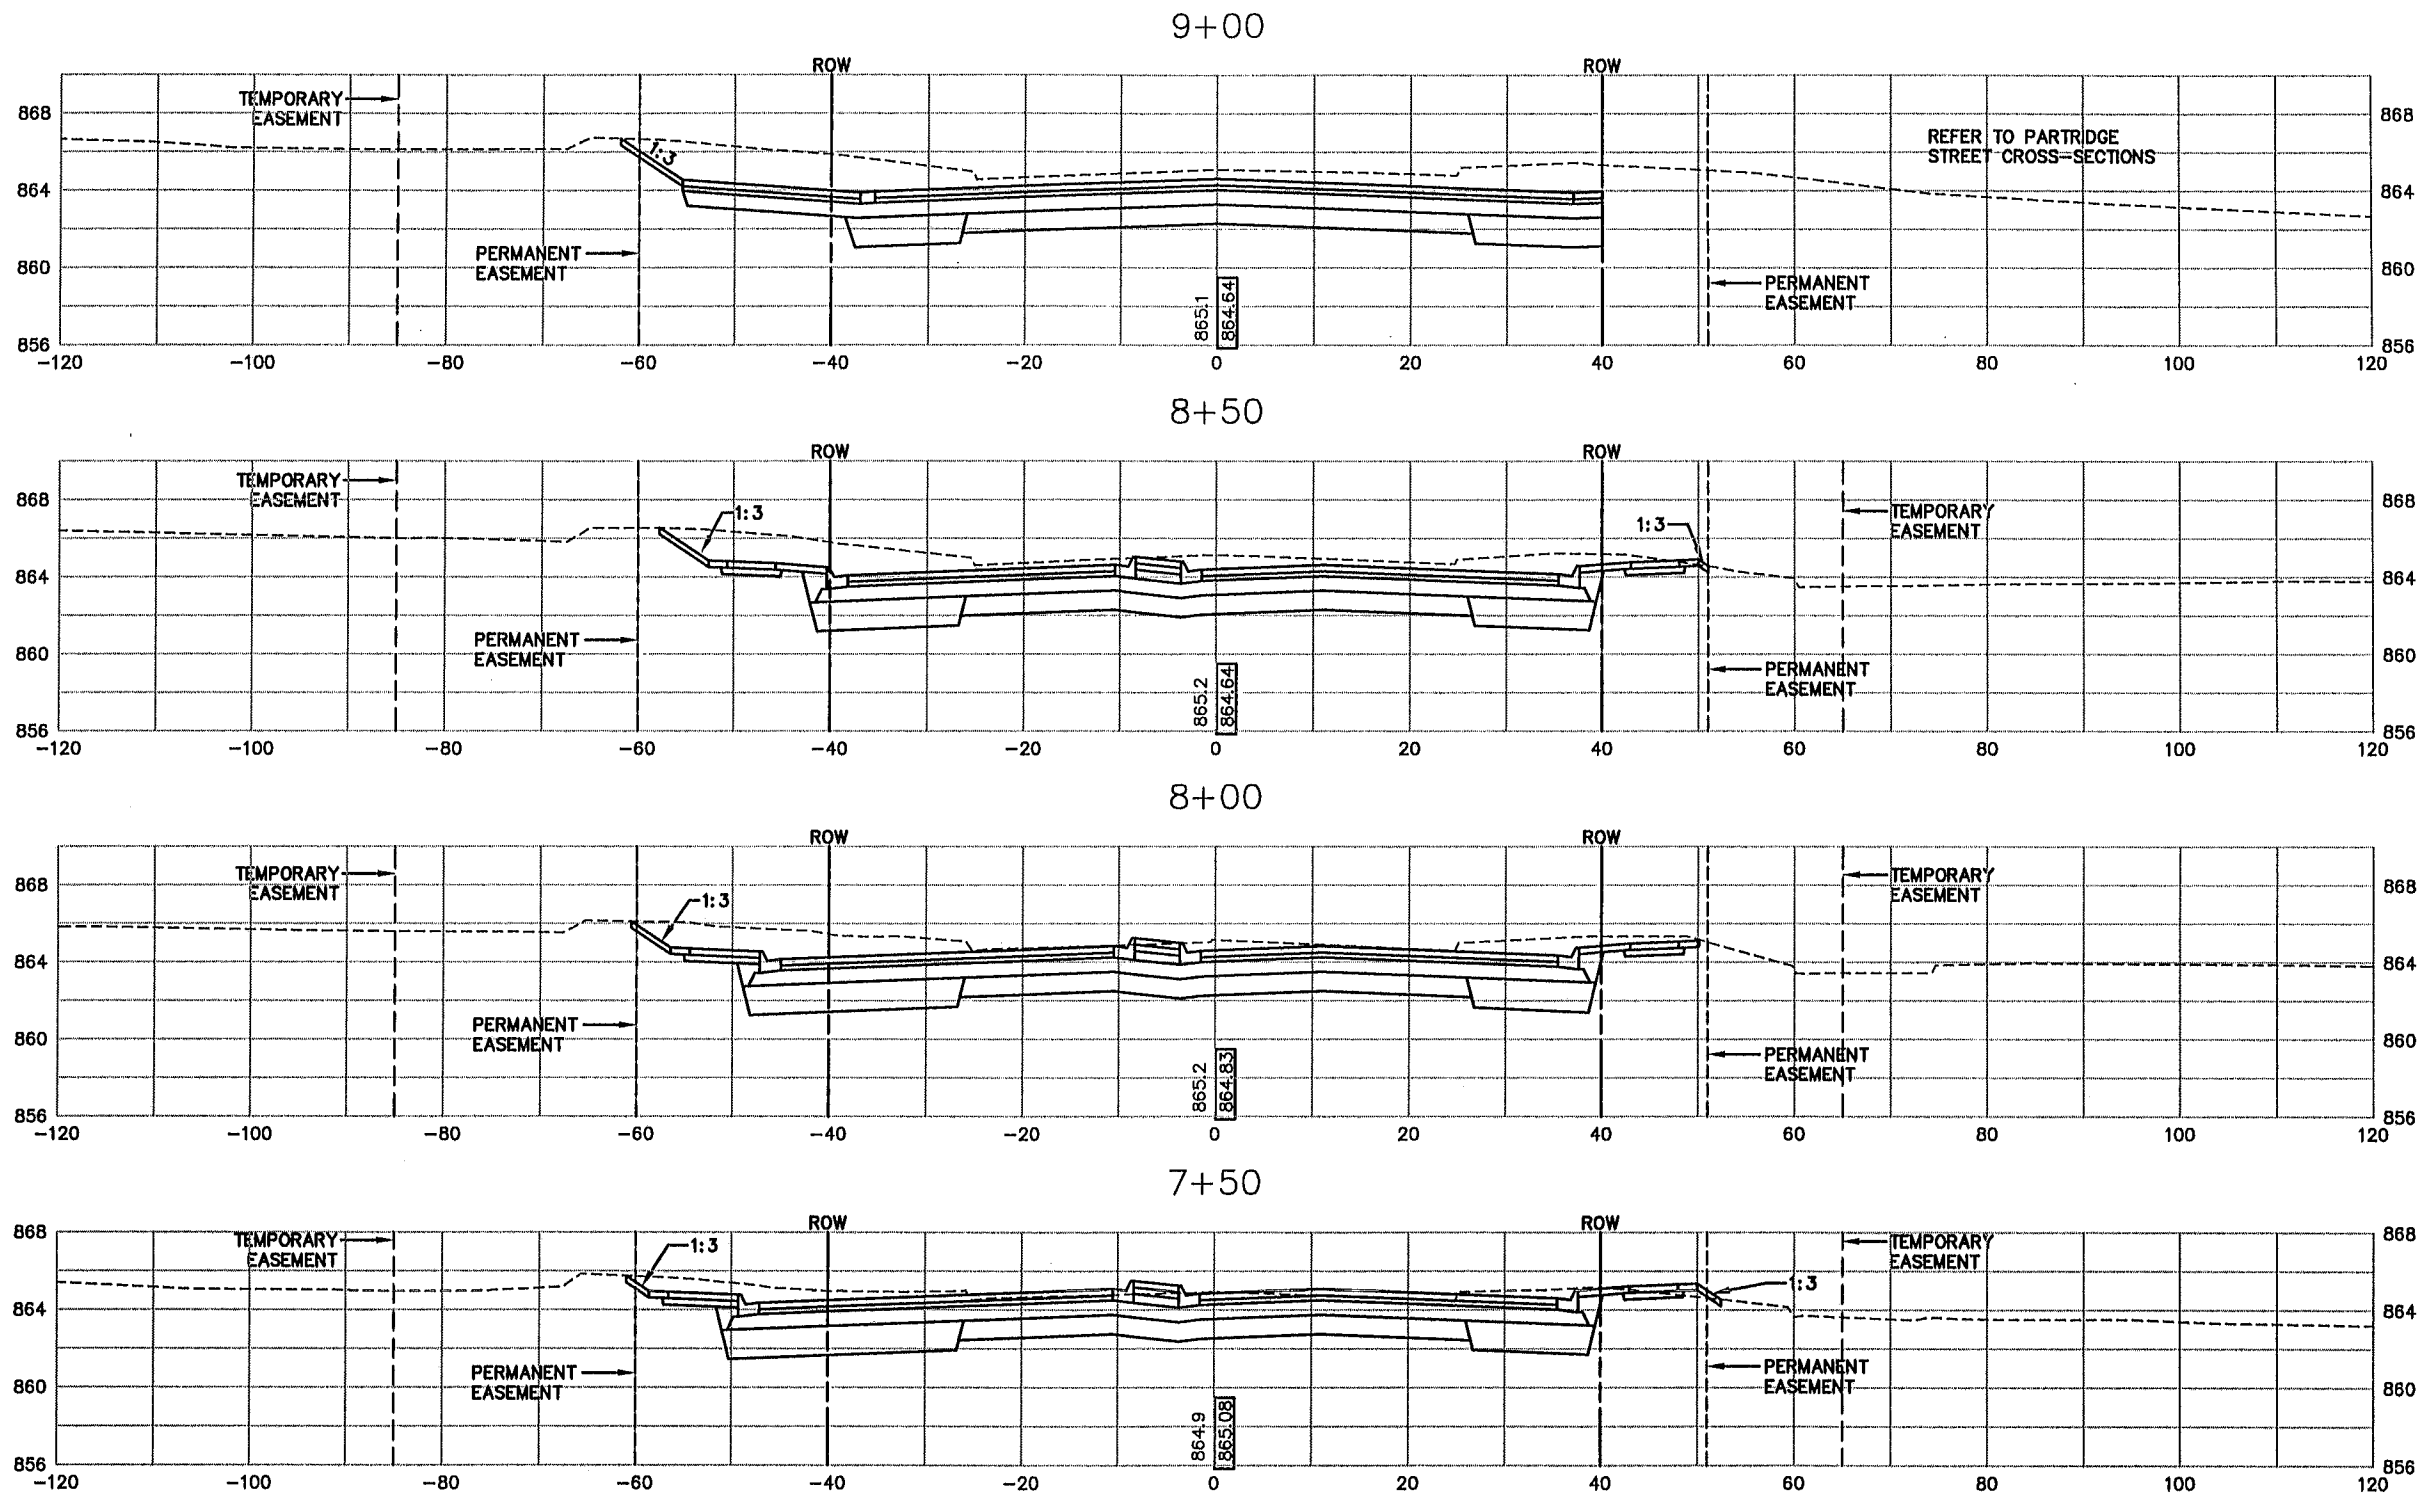 9+00
ROW
ROW
TEMPORARY
EASEMENT
REFER TO PARTRIDGE
STREET CROSS-SECTIONS
PERMANENT
EASEMENT
PERMANENT
EASEMENT
1:3
868
864
860
856
868
864
860
856
865.1
864.64
-120
-100
-80
-60
-40
-20
0
20
40
60
80
100
120
8+50
ROW
ROW
TEMPORARY
EASEMENT
1:3
1:3
TEMPORARY
EASEMENT
PERMANENT
EASEMENT
PERMANENT
EASEMENT
868
864
860
856
868
864
860
856
865.2
864.64
-120
-100
-80
-60
-40
-20
0
20
40
60
80
100
120
8+00
ROW
ROW
TEMPORARY
EASEMENT
1:3
TEMPORARY
EASEMENT
PERMANENT
EASEMENT
PERMANENT
EASEMENT
868
864
860
856
868
864
860
856
865.2
864.83
-120
-100
-80
-60
-40
-20
0
20
40
60
80
100
120
7+50
ROW
ROW
TEMPORARY
EASEMENT
1:3
TEMPORARY
EASEMENT
1:3
PERMANENT
EASEMENT
PERMANENT
EASEMENT
868
864
860
856
868
864
860
856
864.9
865.08
-120
-100
-80
-60
-40
-20
0
20
40
60
80
100
120